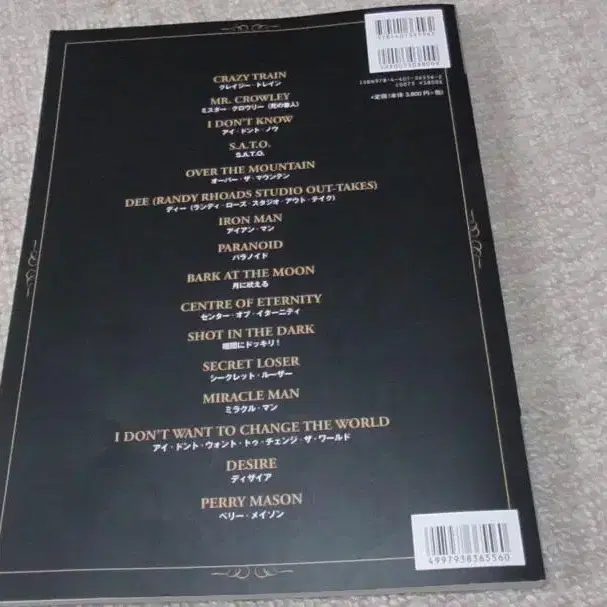 CRAZY TRAIN
クレイジー・トレイン
MR. CROWLEY
ミスター・クロウリー（死の番人）
I DON'T KNOW
アイ・ドント・ノウ
S.A.T.O.
S.A.T.O.
OVER THE MOUNTAIN
オーバー・ザ・マウンテン
DEE (RANDY RHOADS STUDIO OUT-TAKES)
ディー（ランディ・ローズ・スタジオ・アウト・テイク）
IRON MAN
アイアン・マン
PARANOID
パラノイド
BARK AT THE MOON
月に吠える
CENTRE OF ETERNITY
センター・オブ・イターニティ
SHOT IN THE DARK
暗闇にドッキリ！
SECRET LOSER
シークレット・ルーザー
MIRACLE MAN
ミラクル・マン
I DON'T WANT TO CHANGE THE WORLD
アイ・ドント・ウォント・トゥ・チェンジ・ザ・ワールド
DESIRE
ディザイア
PERRY MASON
ペリー・メイソン
4997938365560